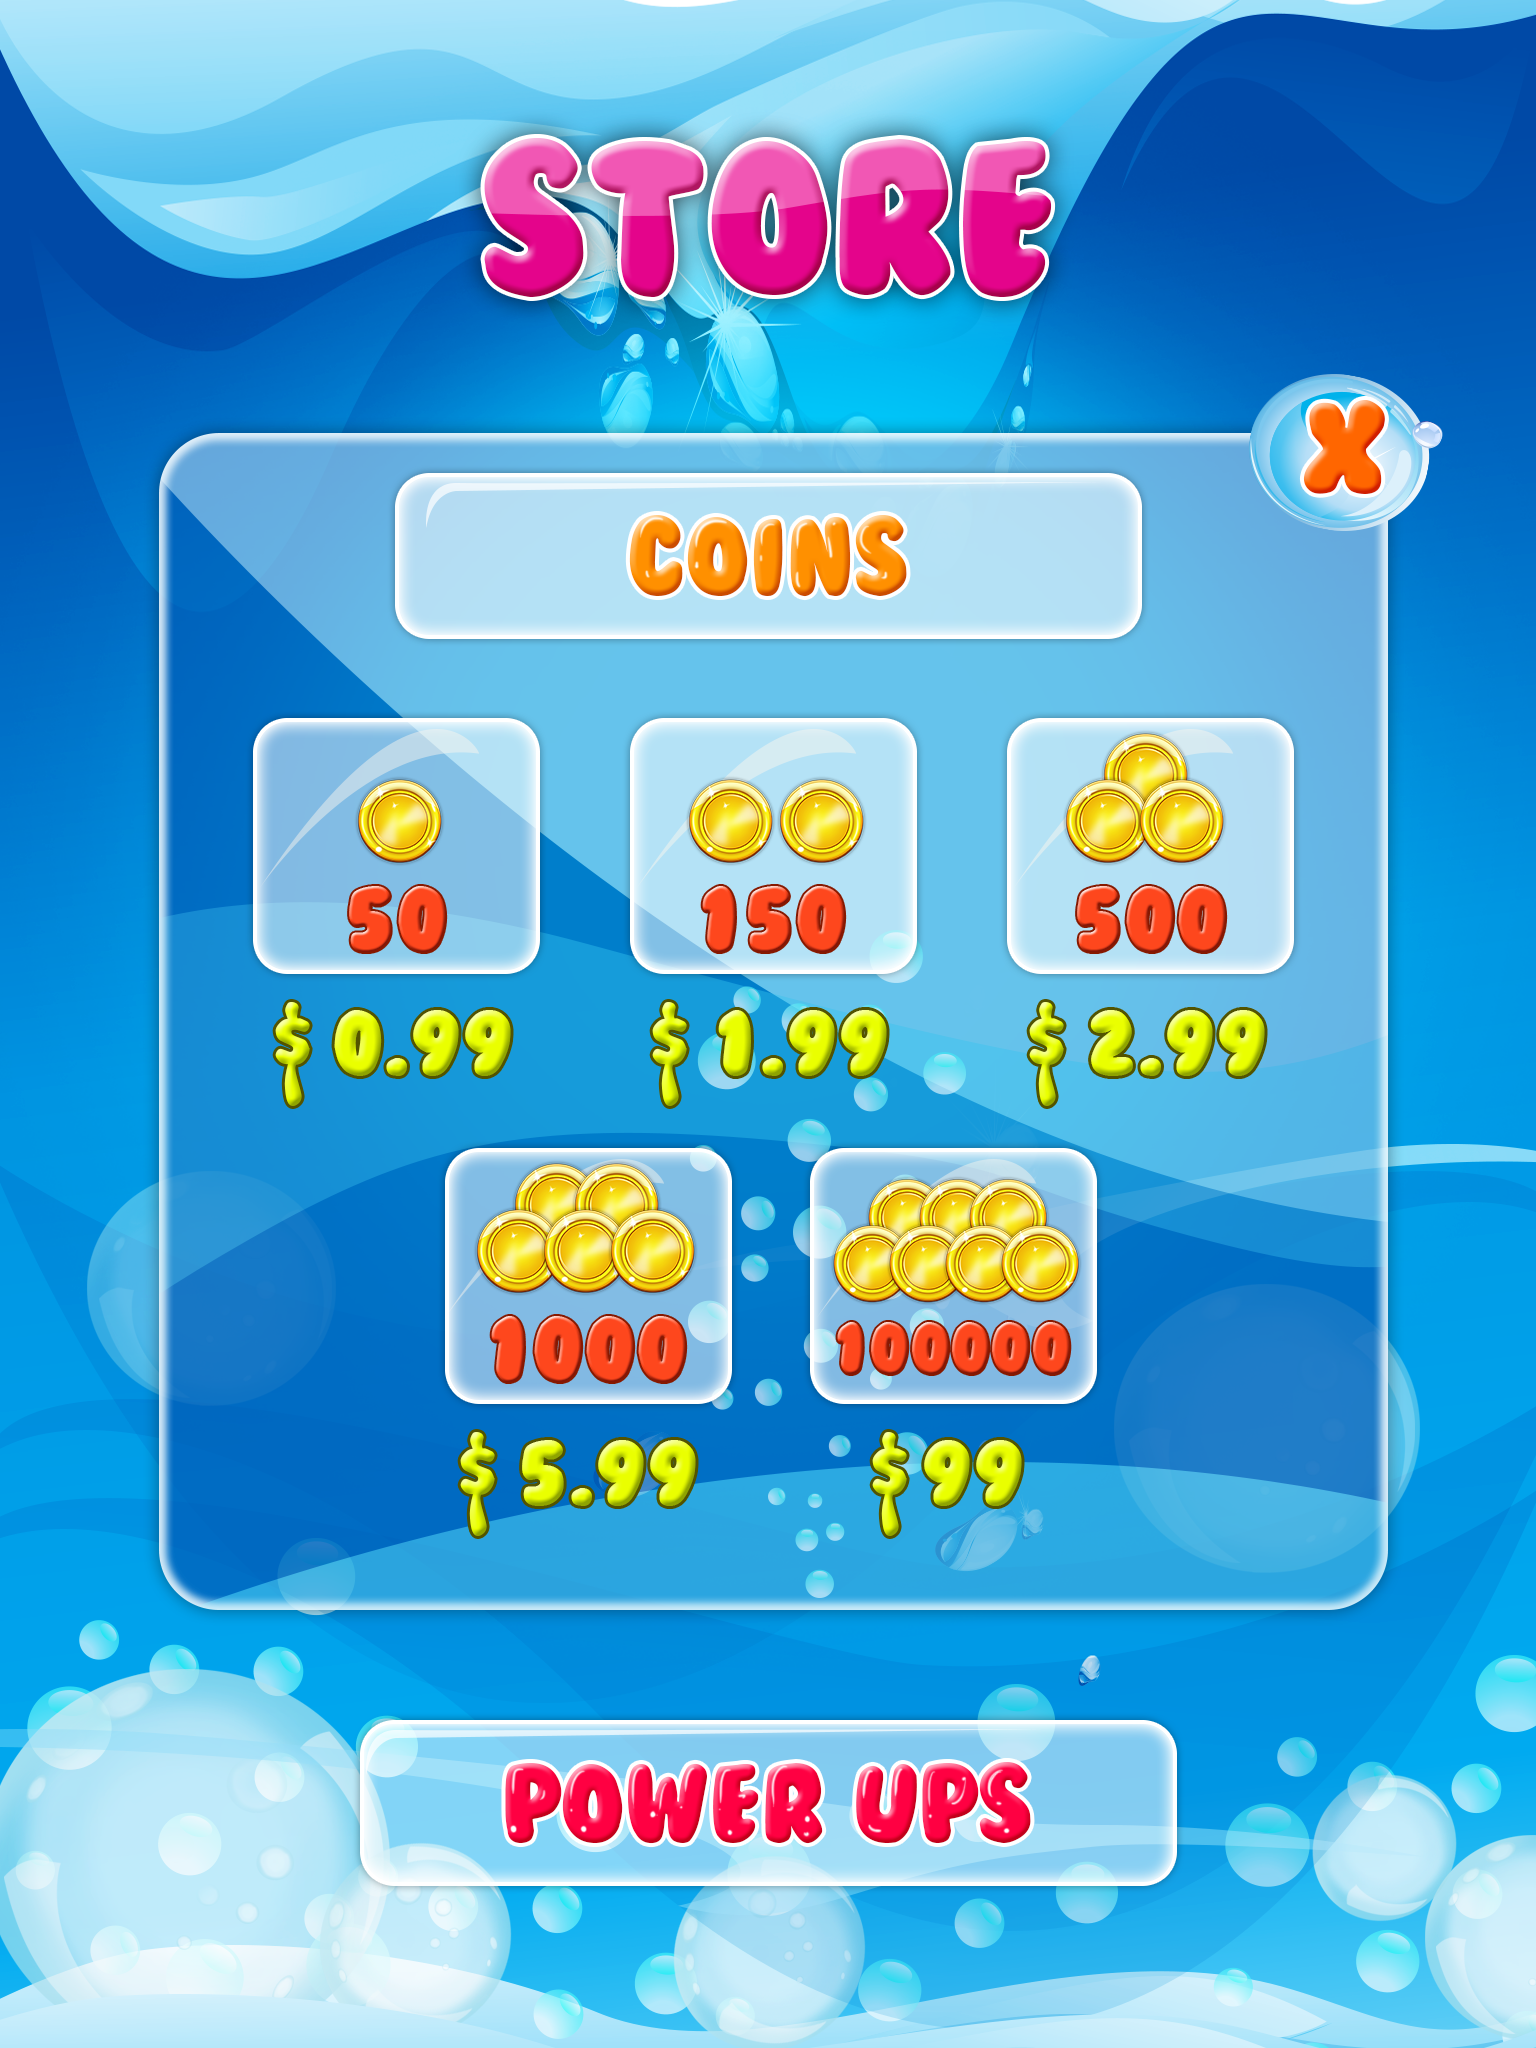 STORE
X
COINS
50 150 500
$ 0.99 $ 1.99 $ 2.99
1000 100000
$ 5.99 $ 99
POWER UPS